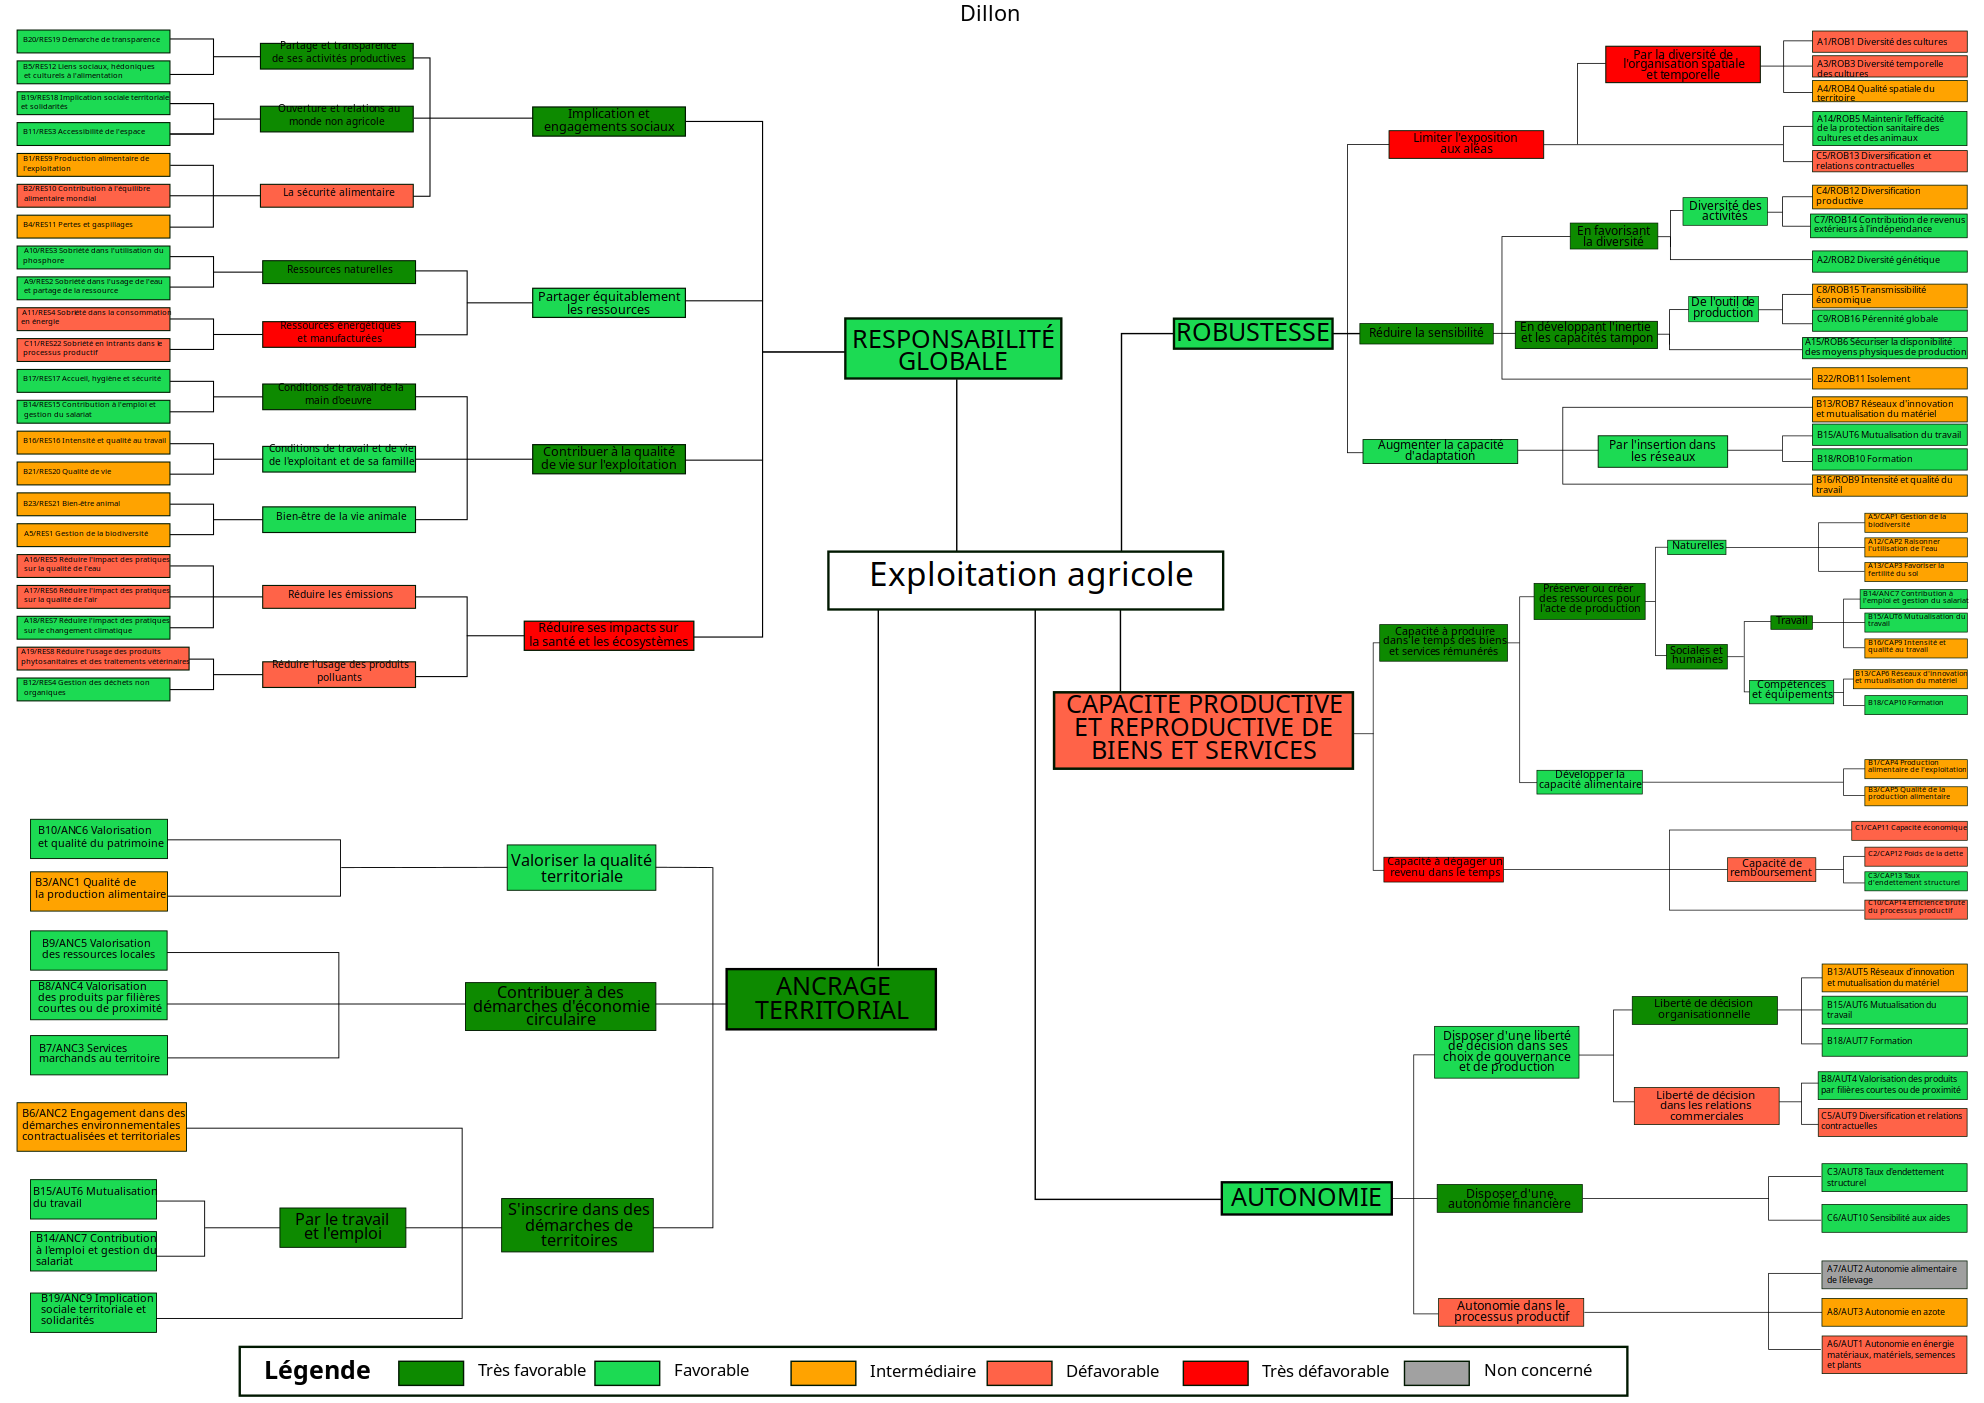 Dillon
B20/RES19 Démarche de transparence
B5/RES12 Liens sociaux, hédoniques
et culturels à l'alimentation
B19/RES18 Implication sociale territoriale
et solidarités
B11/RES3 Accessibilité de l'espace
B1/RES9 Production alimentaire de
l'exploitation
B2/RES10 Contribution à l'équilibre
alimentaire mondial
B4/RES11 Pertes et gaspillages
A10/RES3 Sobriété dans l'utilisation du
phosphore
A9/RES2 Sobriété dans l'usage de l'eau
et partage de la ressource
A11/RES4 Sobriété dans la consommation
en énergie
C11/RES22 Sobriété en intrants dans le
processus productif
B17/RES17 Accueil, hygiène et sécurité
B14/RES15 Contribution à l'emploi et
gestion du salariat
B16/RES16 Intensité et qualité au travail
B21/RES20 Qualité de vie
B23/RES21 Bien-être animal
A5/RES1 Gestion de la biodiversité
A16/RES5 Réduire l'impact des pratiques
sur la qualité de l'eau
A17/RES6 Réduire l'impact des pratiques
sur la qualité de l'air
A18/RES7 Réduire l'impact des pratiques
sur le changement climatique
A19/RES8 Réduire l'usage des produits
phytosanitaires et des traitements vétérinaires
B12/RES4 Gestion des déchets non
organiques
Partage et transparence
de ses activités productives
Ouverture et relations au
monde non agricole
La sécurité alimentaire
Ressources naturelles
Ressources énergétiques
et manufacturées
Conditions de travail de la
main d'oeuvre
Conditions de travail et de vie
de l'exploitant et de sa famille
Bien-être de la vie animale
Réduire les émissions
Réduire l'usage des produits
polluants
Implication et
engagements sociaux
Partager équitablement
les ressources
Contribuer à la qualité
de vie sur l'exploitation
Réduire ses impacts sur
la santé et les écosystèmes
RESPONSABILITÉ
GLOBALE
Exploitation agricole
ROBUSTESSE
Limiter l'exposition
aux aléas
Par la diversité de
l'organisation spatiale
et temporelle
A1/ROB1 Diversité des cultures
A3/ROB3 Diversité temporelle
des cultures
A4/ROB4 Qualité spatiale du
territoire
A14/ROB5 Maintenir l'efficacité
de la protection sanitaire des
cultures et des animaux
C5/ROB13 Diversification et
relations contractuelles
Réduire la sensibilité
En favorisant
la diversité
Diversité des
activités
C4/ROB12 Diversification
productive
C7/ROB14 Contribution de revenus
extérieurs à l'indépendance
A2/ROB2 Diversité génétique
En développant l'inertie
et les capacités tampon
De l'outil de
production
C8/ROB15 Transmissibilité
économique
C9/ROB16 Pérennité globale
A15/ROB6 Sécuriser la disponibilité
des moyens physiques de production
B22/ROB11 Isolement
Augmenter la capacité
d'adaptation
Par l'insertion dans
les réseaux
B13/ROB7 Réseaux d'innovation
et mutualisation du matériel
B15/AUT6 Mutualisation du travail
B18/ROB10 Formation
B16/ROB9 Intensité et qualité du
travail
CAPACITE PRODUCTIVE
ET REPRODUCTIVE DE
BIENS ET SERVICES
Capacité à produire
dans le temps des biens
et services rémunérés
Préserver ou créer
des ressources pour
l'acte de production
Naturelles
A5/CAP1 Gestion de la
biodiversité
A12/CAP2 Raisonner
l'utilisation de l'eau
A13/CAP3 Favoriser la
fertilité du sol
Sociales et
humaines
Travail
B14/ANC7 Contribution à
l'emploi et gestion du salariat
B15/AUT6 Mutualisation du
travail
B16/CAP9 Intensité et
qualité au travail
Compétences
et équipements
B13/CAP6 Réseaux d'innovation
et mutualisation du matériel
B18/CAP10 Formation
Développer la
capacité alimentaire
B1/CAP4 Production
alimentaire de l'exploitation
B3/CAP5 Qualité de la
production alimentaire
Capacité à dégager un
revenu dans le temps
C1/CAP11 Capacité économique
Capacité de
remboursement
C2/CAP12 Poids de la dette
C3/CAP13 Taux
d'endettement structurel
C10/CAP14 Efficience brute
du processus productif
B10/ANC6 Valorisation
et qualité du patrimoine
B3/ANC1 Qualité de
la production alimentaire
B9/ANC5 Valorisation
des ressources locales
B8/ANC4 Valorisation
des produits par filières
courtes ou de proximité
B7/ANC3 Services
marchands au territoire
B6/ANC2 Engagement dans des
démarches environnementales
contractualisées et territoriales
B15/AUT6 Mutualisation
du travail
B14/ANC7 Contribution
à l'emploi et gestion du
salariat
B19/ANC9 Implication
sociale territoriale et
solidarités
Par le travail
et l'emploi
Valoriser la qualité
territoriale
Contribuer à des
démarches d'économie
circulaire
S'inscrire dans des
démarches de
territoires
ANCRAGE
TERRITORIAL
AUTONOMIE
Disposer d'une liberté
de décision dans ses
choix de gouvernance
et de production
Liberté de décision
organisationnelle
B13/AUT5 Réseaux d'innovation
et mutualisation du matériel
B15/AUT6 Mutualisation du
travail
B18/AUT7 Formation
Liberté de décision
dans les relations
commerciales
B8/AUT4 Valorisation des produits
par filières courtes ou de proximité
C5/AUT9 Diversification et relations
contractuelles
Disposer d'une
autonomie financière
C3/AUT8 Taux d'endettement
structurel
C6/AUT10 Sensibilité aux aides
Autonomie dans le
processus productif
A7/AUT2 Autonomie alimentaire
de l'élevage
A8/AUT3 Autonomie en azote
A6/AUT1 Autonomie en énergie
matériaux, matériels, semences
et plants
Légende
Très favorable
Favorable
Intermédiaire
Défavorable
Très défavorable
Non concerné